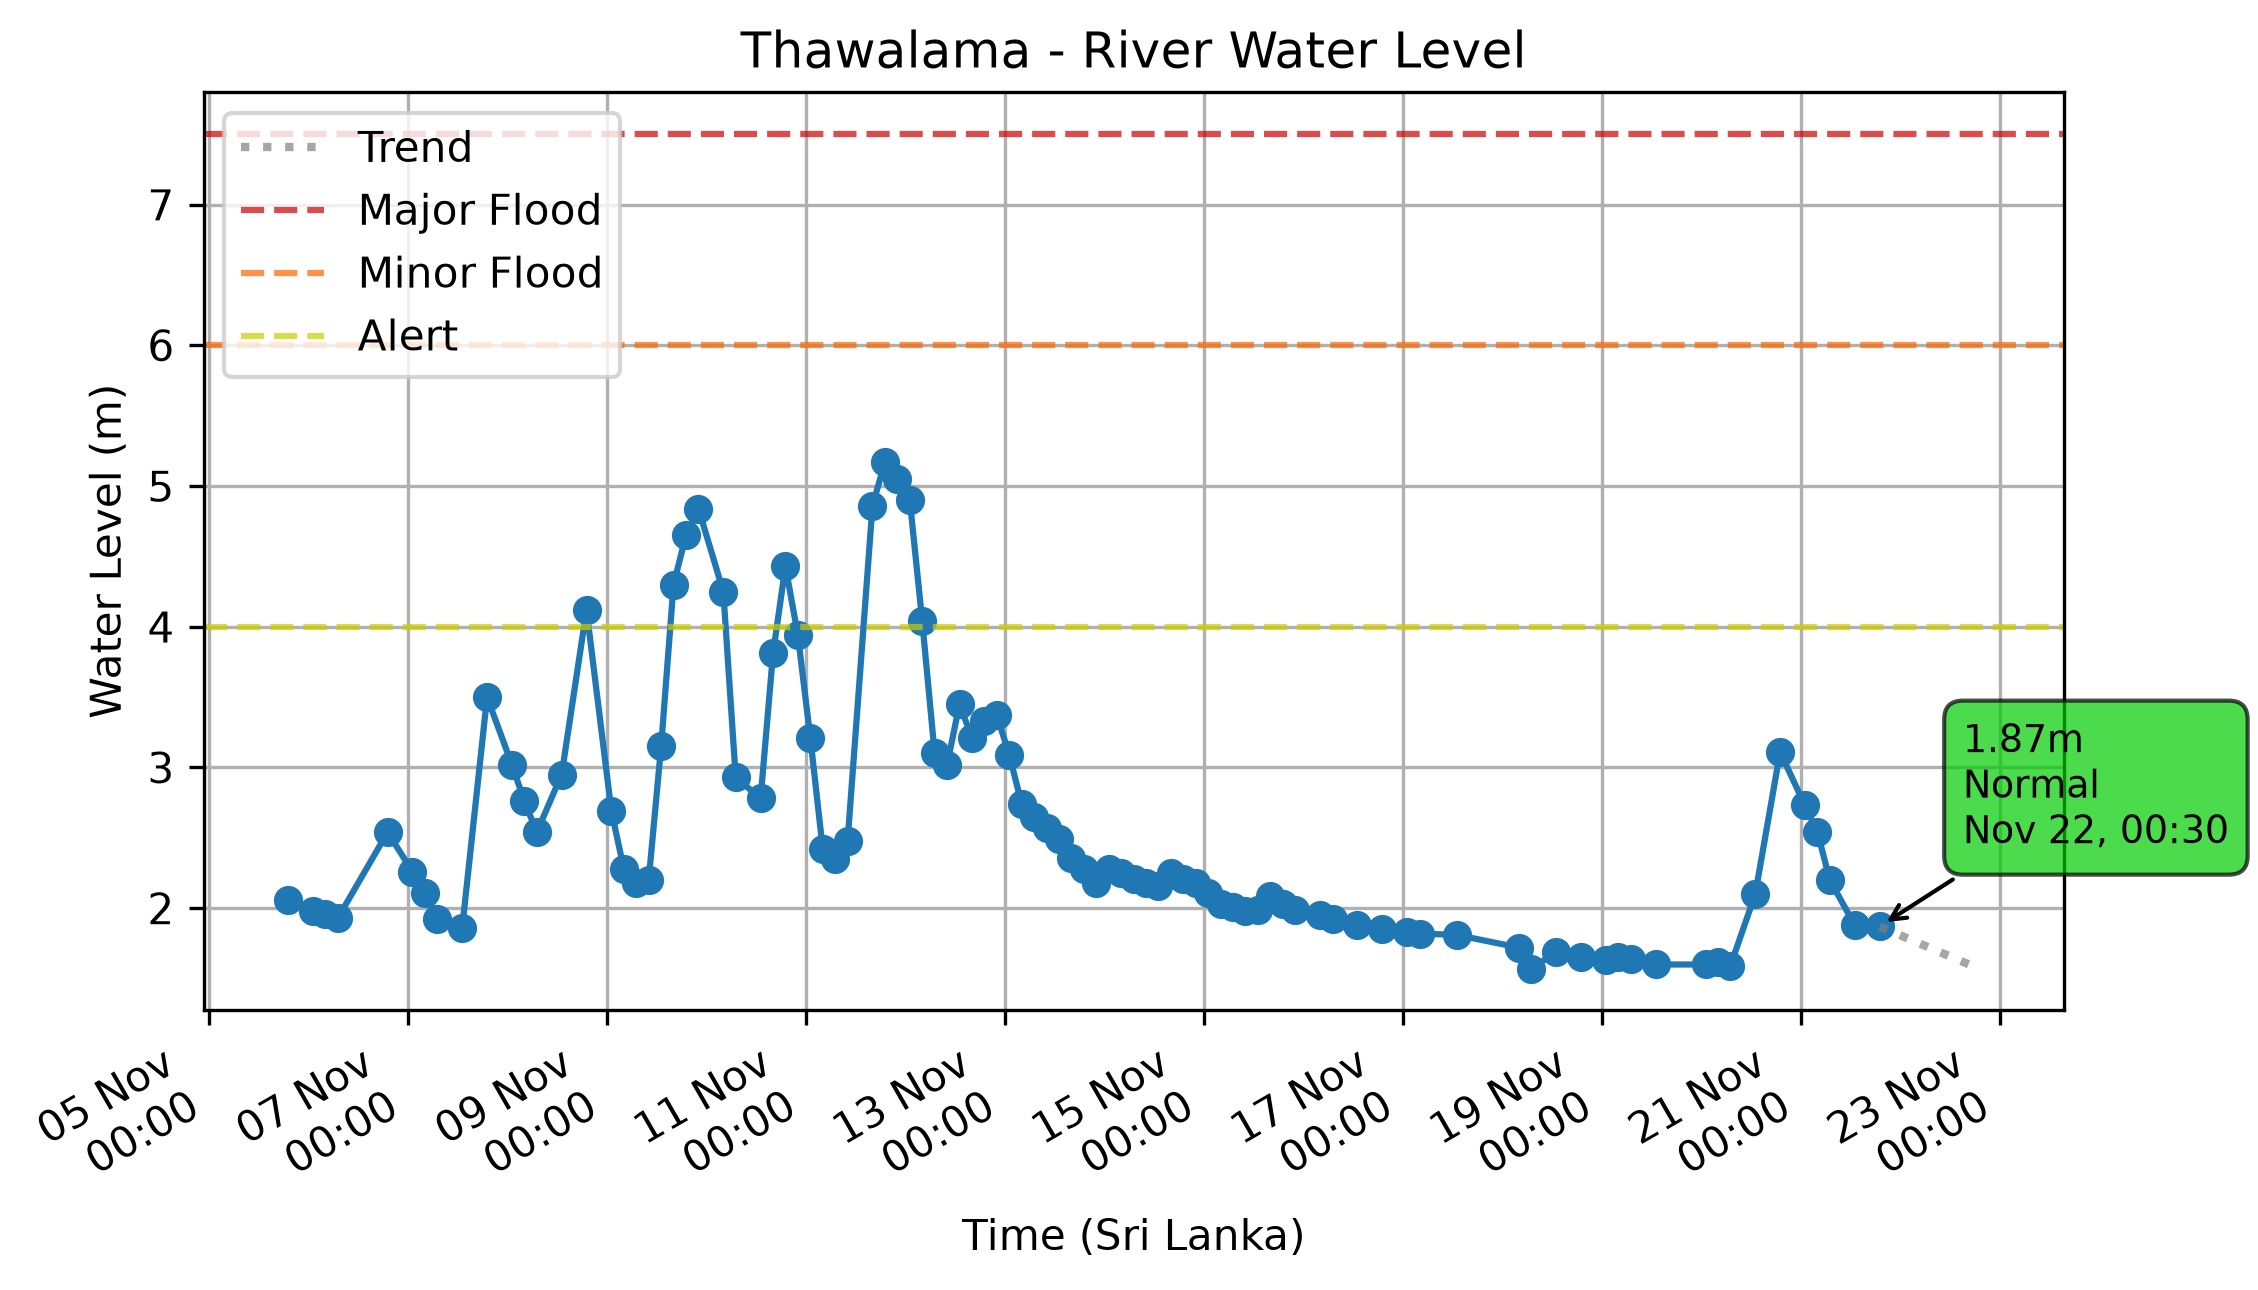 Thawalama - River Water Level
Trend
Major Flood
Minor Flood
Alert
7
6
5
4
3
2
Water Level (m)
1.87m
Normal
Nov 22, 00:30
05 Nov
00:00
07 Nov
00:00
09 Nov
00:00
11 Nov
00:00
13 Nov
00:00
15 Nov
00:00
17 Nov
00:00
19 Nov
00:00
21 Nov
00:00
23 Nov
00:00
Time (Sri Lanka)